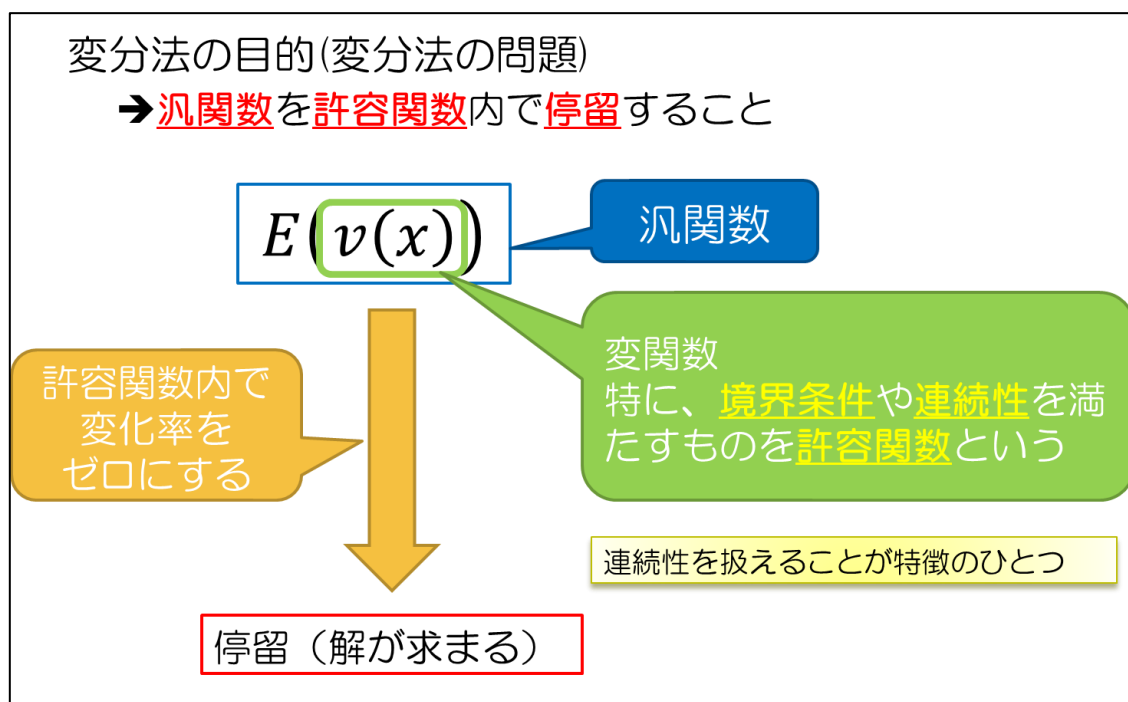 変分法の目的(変分法の問題)
➔汎関数を許容関数内で停留すること
E(v(x))
汎関数
変関数
特に、境界条件や連続性を満
たすものを許容関数という
許容関数内で
変化率を
ゼロにする
連続性を扱えることが特徴のひとつ
停留（解が求まる）